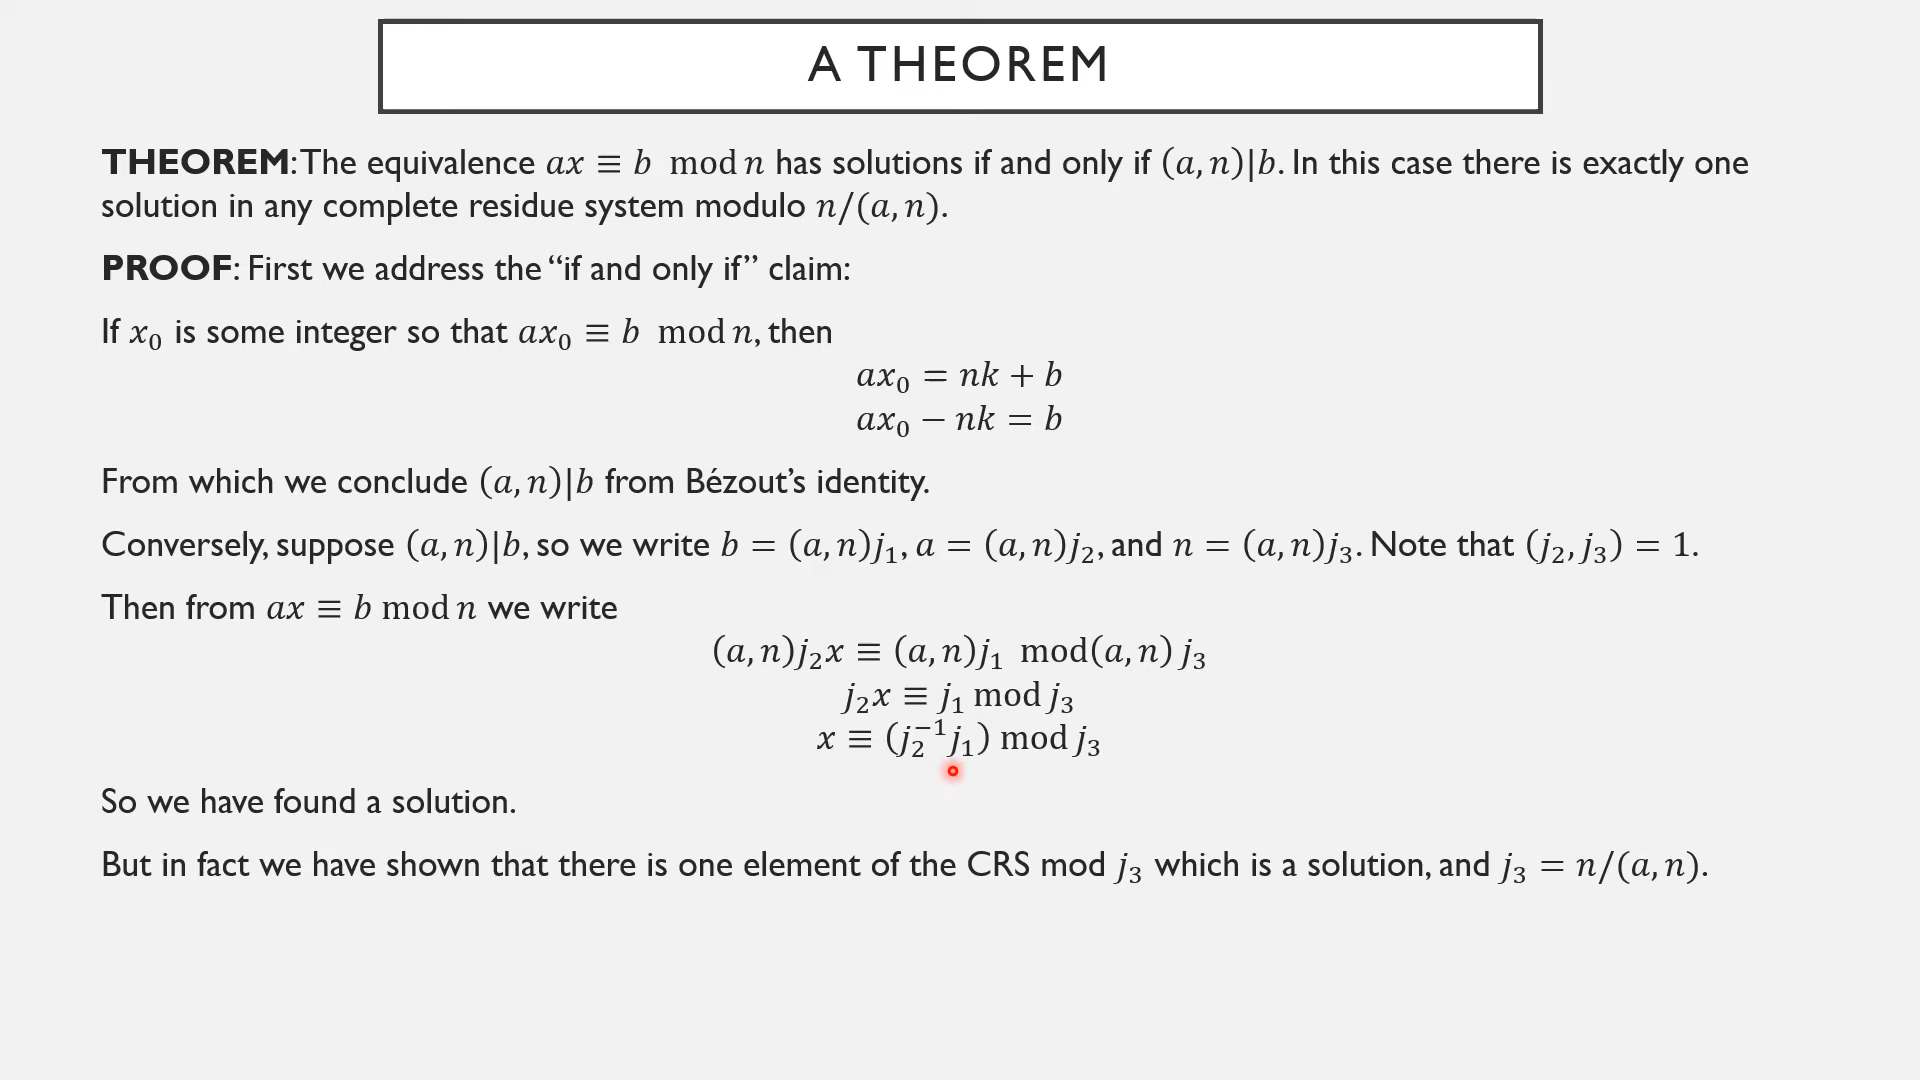 A THEOREM
THEOREM: The equivalence ax ≡ b mod n has solutions if and only if (a, n)|b. In this case there is exactly one
solution in any complete residue system modulo n/(a, n).
PROOF: First we address the “if and only if” claim:
If x₀ is some integer so that ax₀ ≡ b mod n, then
ax₀ = nk + b
ax₀ − nk = b
From which we conclude (a, n)|b from Bézout’s identity.
Conversely, suppose (a, n)|b, so we write b = (a, n)j₁, a = (a, n)j₂, and n = (a, n)j₃. Note that (j₂, j₃) = 1.
Then from ax ≡ b mod n we write
(a, n)j₂x ≡ (a, n)j₁ mod(a, n) j₃
j₂x ≡ j₁ mod j₃
x ≡ (j₂⁻¹j₁) mod j₃
So we have found a solution.
But in fact we have shown that there is one element of the CRS mod j₃ which is a solution, and j₃ = n/(a, n).